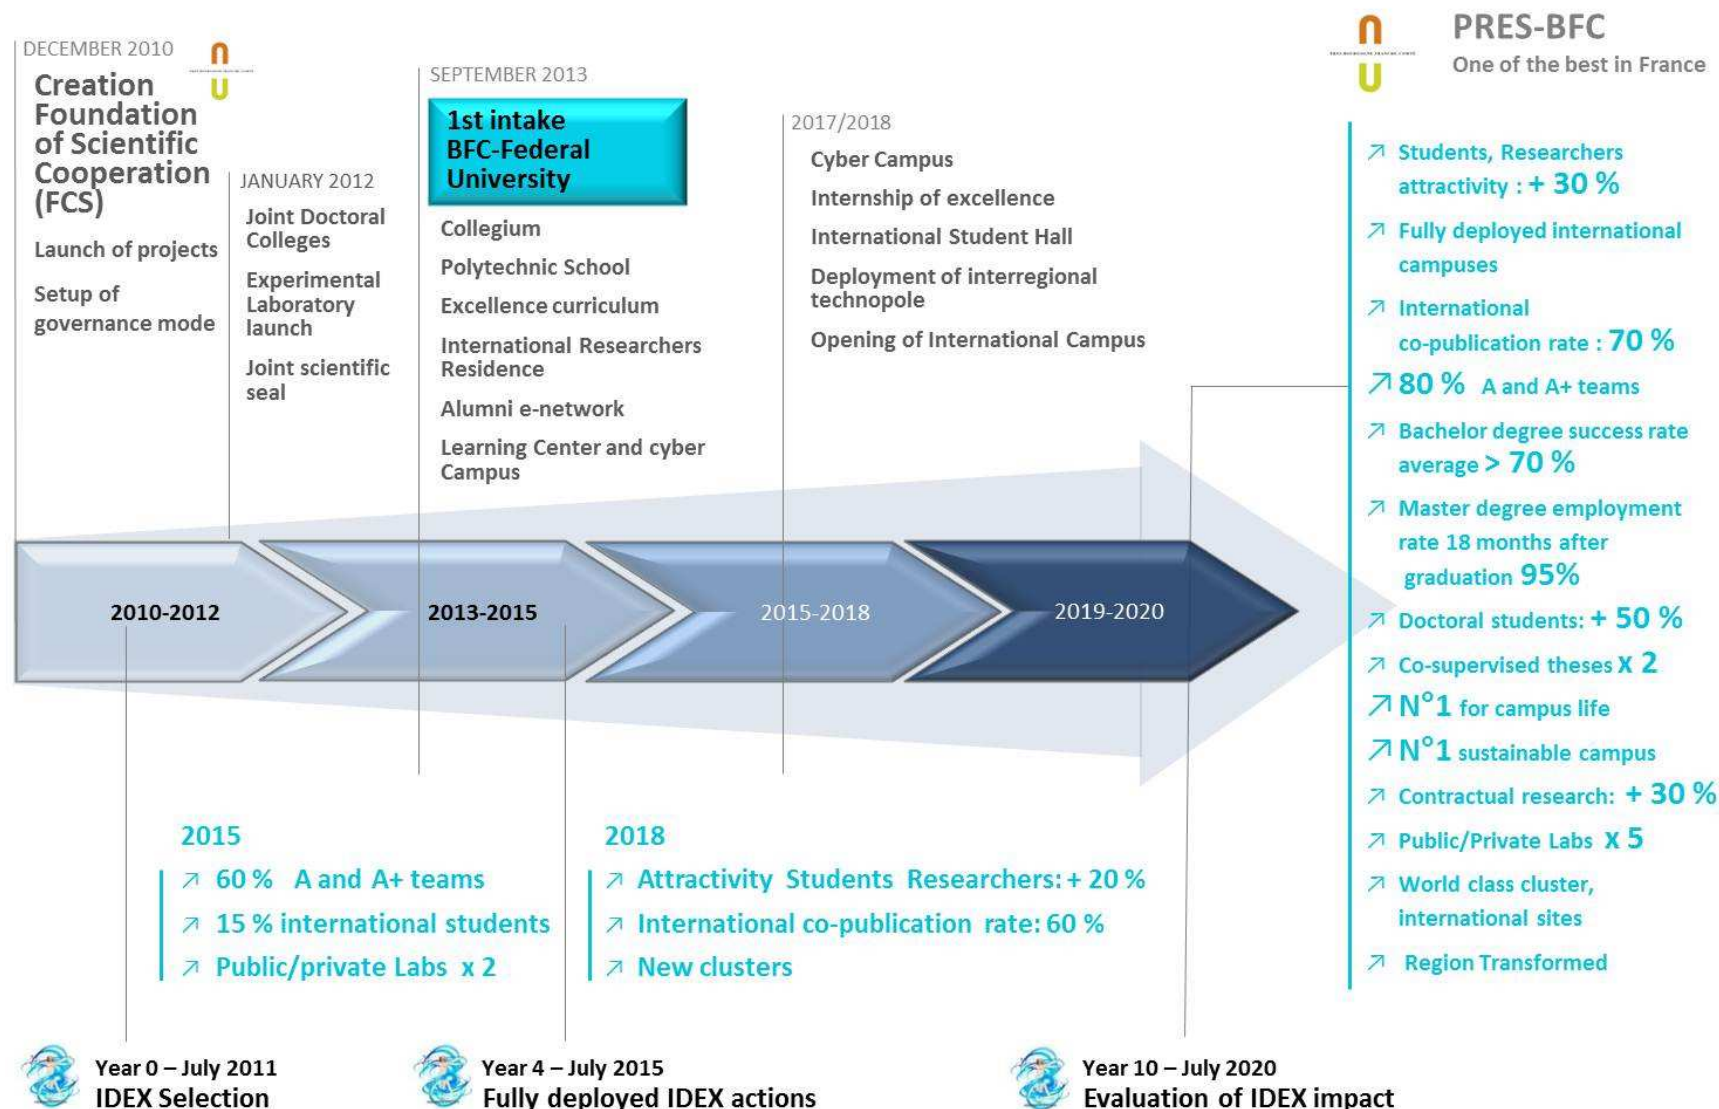 DECEMBER 2010
Creation
Foundation
of Scientific
Cooperation
(FCS)
Launch of projects
Setup of
governance mode
JANUARY 2012
Joint Doctoral
Colleges
Experimental
Laboratory
launch
Joint scientific
seal
SEPTEMBER 2013
1st intake
BFC-Federal
University
Collegium
Polytechnic School
Excellence curriculum
International Researchers
Residence
Alumni e-network
Learning Center and cyber
Campus
2017/2018
Cyber Campus
Internship of excellence
International Student Hall
Deployment of interregional
technopole
Opening of International Campus
PRES-BFC
One of the best in France
↗ Students, Researchers
attractivity : + 30 %
↗ Fully deployed international
campuses
↗ International
co-publication rate : 70 %
↗ 80 % A and A+ teams
↗ Bachelor degree success rate
average > 70 %
↗ Master degree employment
rate 18 months after
graduation 95%
↗ Doctoral students: + 50 %
↗ Co-supervised theses x 2
↗ N°1 for campus life
↗ N°1 sustainable campus
↗ Contractual research: + 30 %
↗ Public/Private Labs x 5
↗ World class cluster,
international sites
↗ Region Transformed
2010-2012
2013-2015
2015-2018
2019-2020
2015
↗ 60 % A and A+ teams
↗ 15 % international students
↗ Public/private Labs x 2
2018
↗ Attractivity Students Researchers: + 20 %
↗ International co-publication rate: 60 %
↗ New clusters
Year 0 – July 2011
IDEX Selection
Year 4 – July 2015
Fully deployed IDEX actions
Year 10 – July 2020
Evaluation of IDEX impact